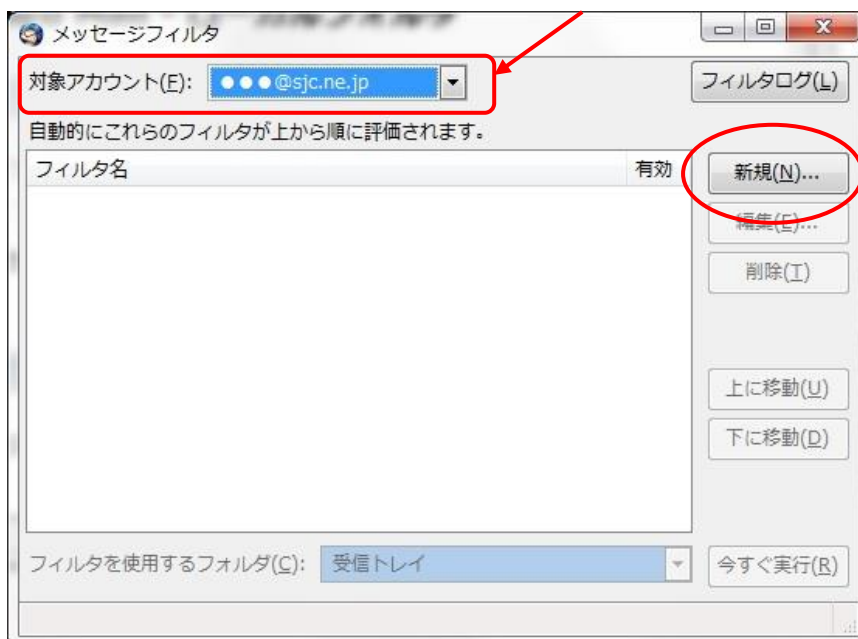 メッセージフィルタ
対象アカウント(F): ●●●@sjc.ne.jp
フィルタログ(L)
自動的にこれらのフィルタが上から順に評価されます。
フィルタ名 有効
新規(N)...
編集(E)...
削除(T)
上に移動(U)
下に移動(D)
フィルタを使用するフォルダ(C): 受信トレイ
今すぐ実行(R)